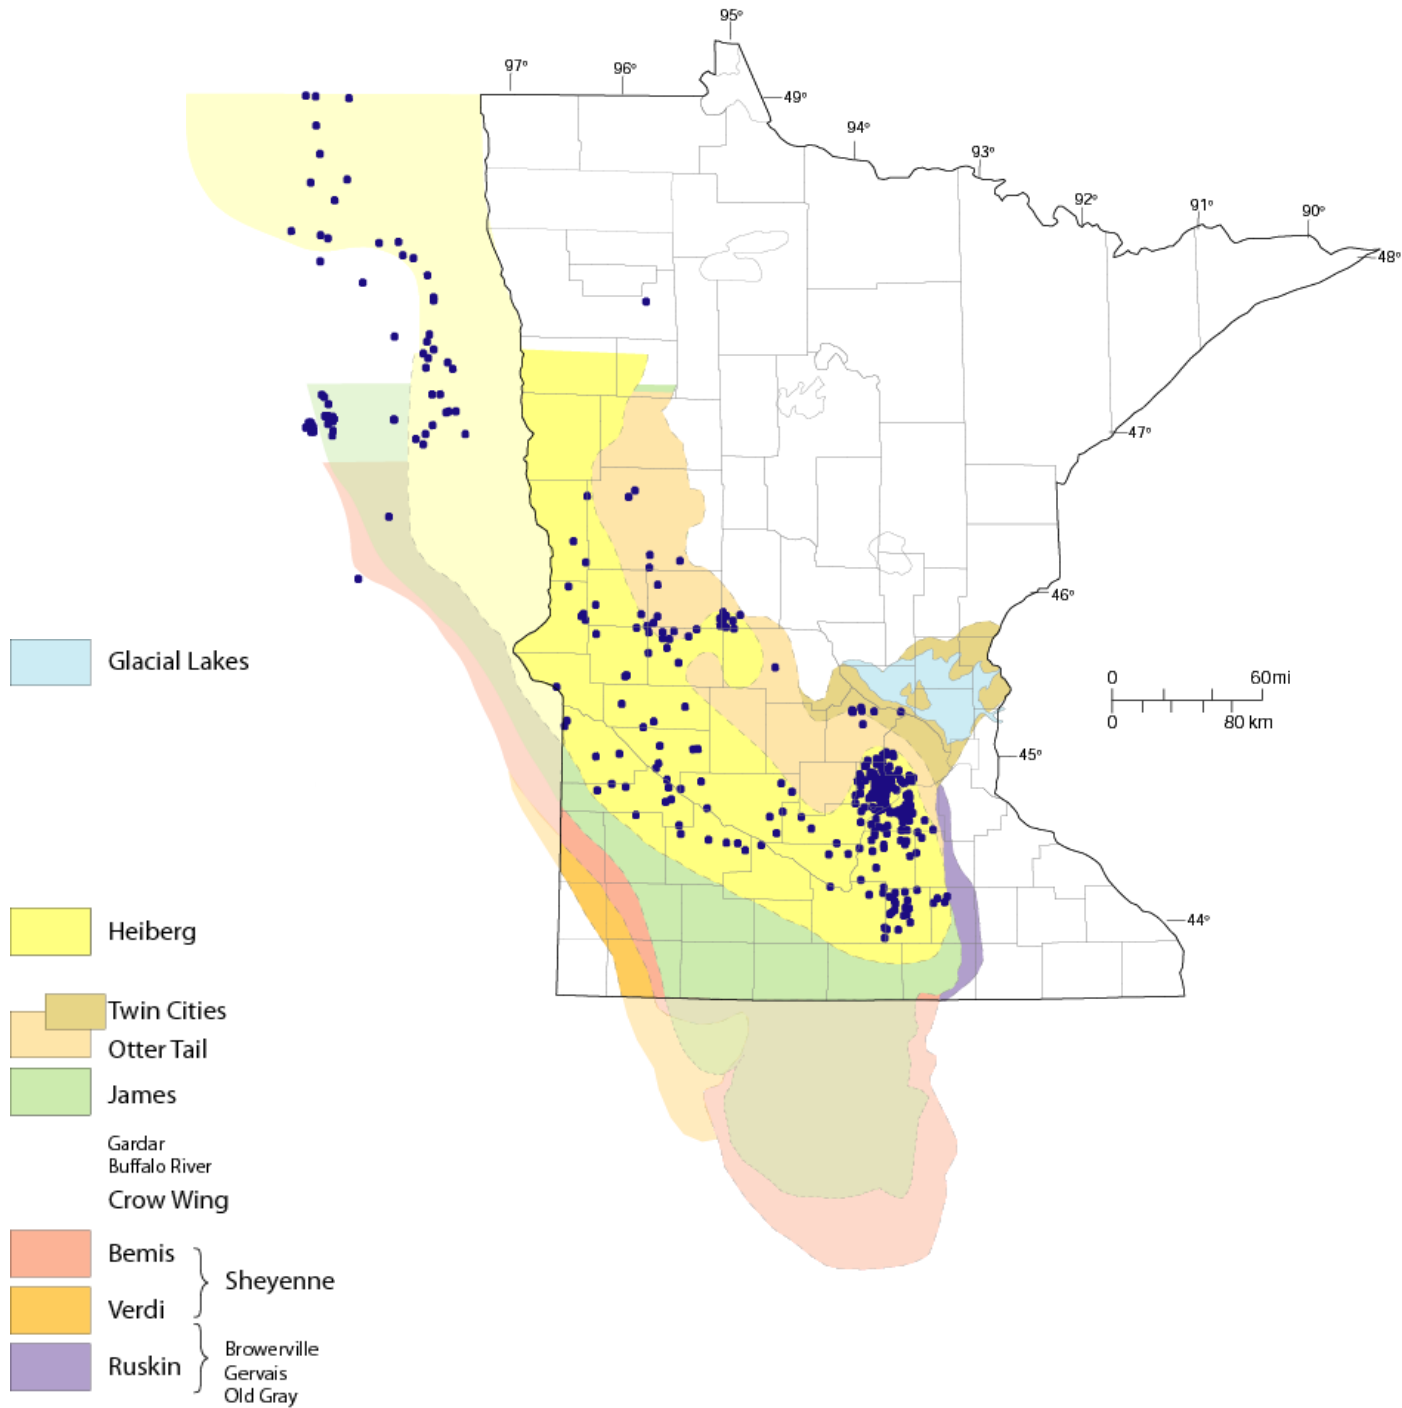 95°
97°
96°
49°
94°
93°
92°
91°
90°
48°
47°
46°
Glacial Lakes
0 60mi
0 80 km
45°
Heiberg
44°
Twin Cities
Otter Tail
James
Gardar
Buffalo River
Crow Wing
Bemis
Sheyenne
Verdi
Browerville
Ruskin
Gervais
Old Gray